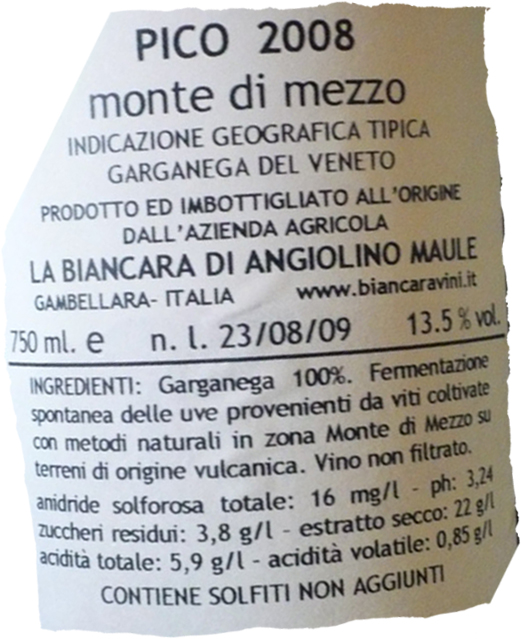 PICO 2008
monte di mezzo
INDICAZIONE GEOGRAFICA TIPICA
GARGANEGA DEL VENETO
PRODOTTO ED IMBOTTIGLIATO ALL'ORIGINE
DALL'AZIENDA AGRICOLA
LA BIANCARA DI ANGIOLINO MAULE
GAMBELLARA- ITALIA www.biancaravini.it
750 ml. e n. l. 23/08/09 13.5 % vol.
INGREDIENTI: Garganega 100%. Fermentazione
spontanea delle uve provenienti da viti coltivate
con metodi naturali in zona Monte di Mezzo su
terreni di origine vulcanica. Vino non filtrato.
anidride solforosa totale: 16 mg/l - ph: 3,24
zuccheri residui: 3,8 g/l - estratto secco: 22 g/l
acidità totale: 5,9 g/l - acidità volatile: 0,85 g/l
CONTIENE SOLFITI NON AGGIUNTI